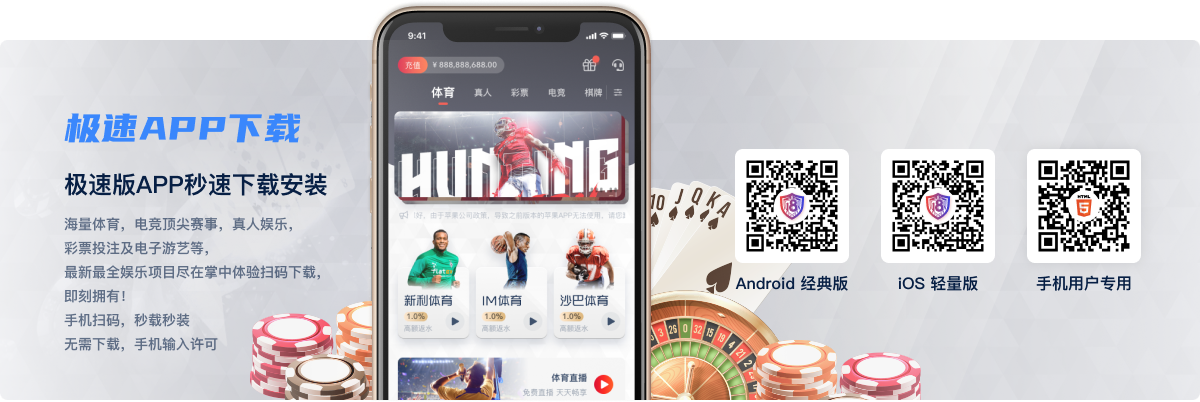 极速APP下载
极速版APP秒速下载安装
海量体育，电竞顶尖赛事，真人娱乐，
彩票投注及电子游艺等，
最新最全娱乐项目尽在掌中体验扫码下载，
即刻拥有！
手机扫码，秒载秒装
无需下载，手机输入许可
9:41
充值 ¥ 888,888,688.00
体育 真人 彩票 电竞 棋牌
新利体育 IM体育 沙巴体育
1.0% 1.0% 1.0%
高额返水 高额返水 高额返水
体育直播
免费直播 天天畅享
10 J Q K A
Android 经典版
iOS 轻量版
HTML
5
手机用户专用